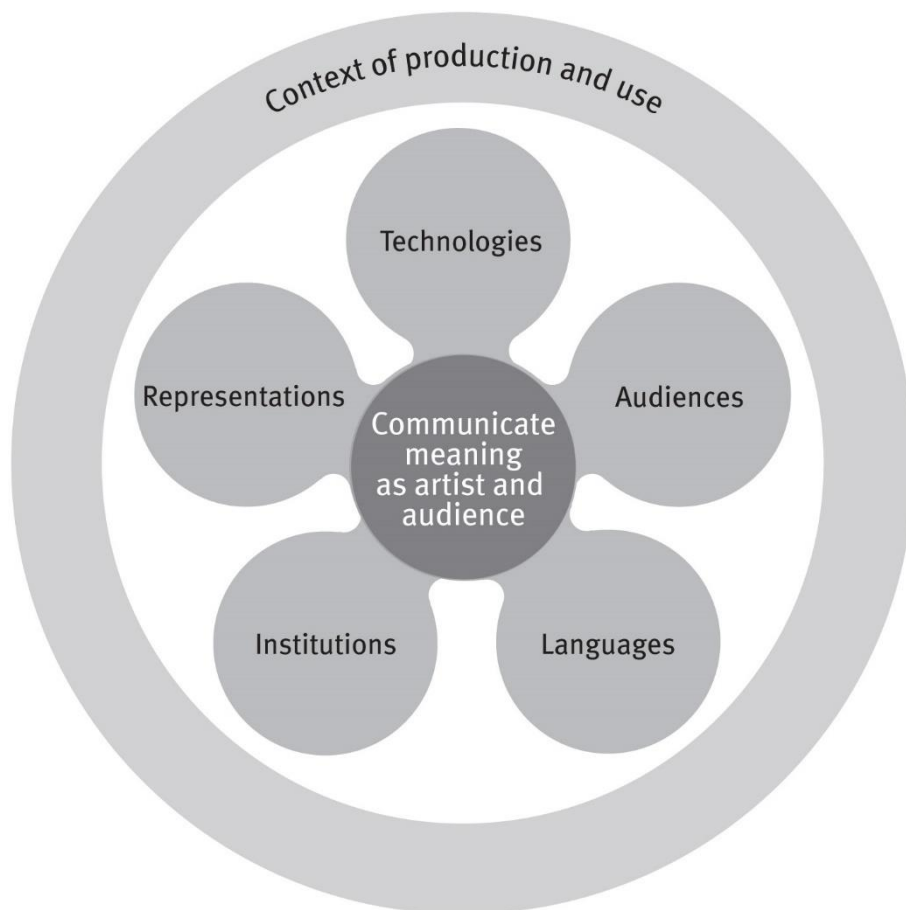 Context of production and use
Technologies
Representations
Audiences
Communicate
meaning
as artist and
audience
Institutions
Languages